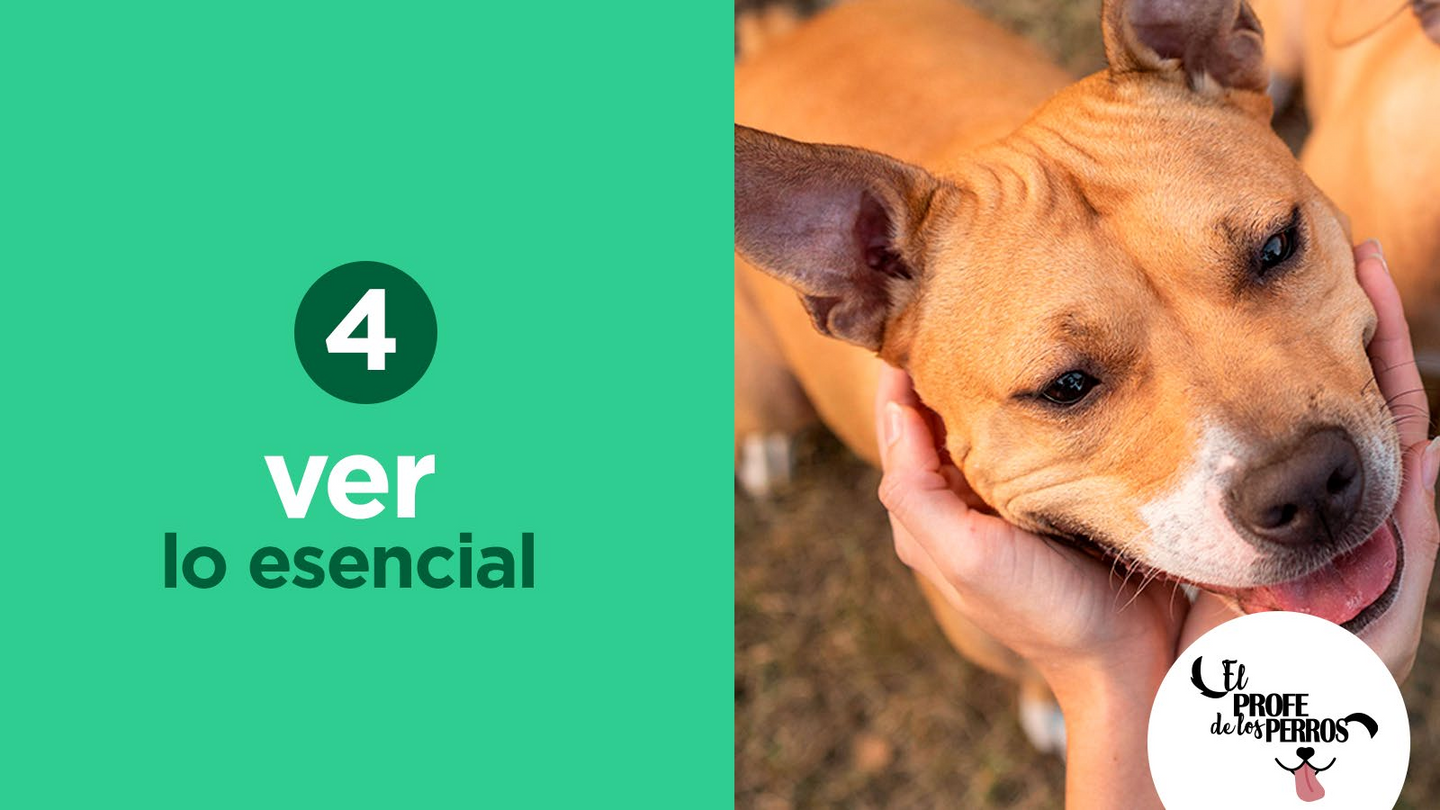 4
ver
lo esencial
El
PROFE
de los PERROS